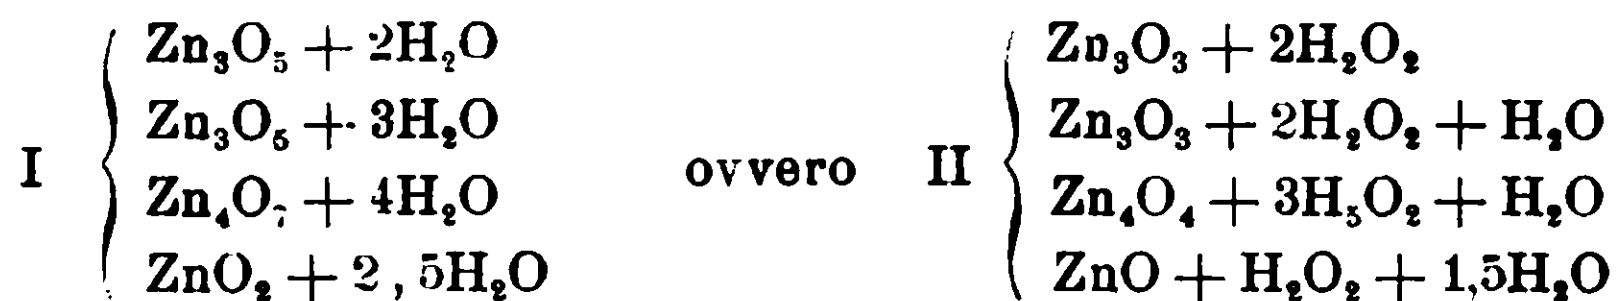 I { Zn₃O₅ + 2H₂O
Zn₃O₅ + 3H₂O
Zn₄O₇ + 4H₂O
ZnO₂ + 2,5H₂O
ovvero
II { Zn₃O₃ + 2H₂O₂
Zn₃O₃ + 2H₂O₂ + H₂O
Zn₄O₄ + 3H₅O₂ + H₂O
ZnO + H₂O₂ + 1,5H₂O